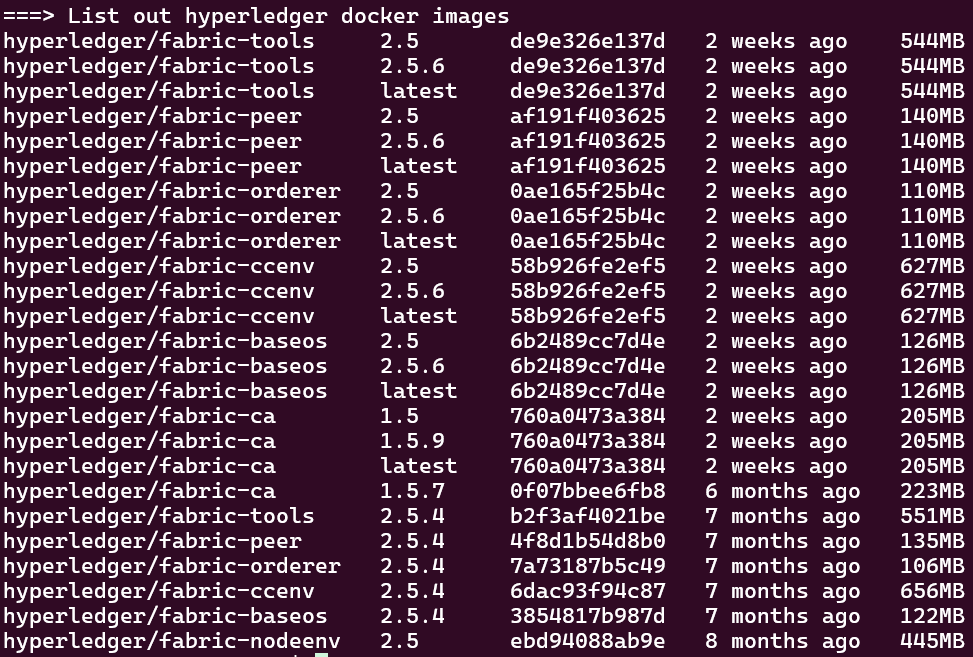 ===> List out hyperledger docker images
hyperledger/fabric-tools     2.5       de9e326e137d   2 weeks ago    544MB
hyperledger/fabric-tools     2.5.6     de9e326e137d   2 weeks ago    544MB
hyperledger/fabric-tools     latest    de9e326e137d   2 weeks ago    544MB
hyperledger/fabric-peer      2.5       af191f403625   2 weeks ago    140MB
hyperledger/fabric-peer      2.5.6     af191f403625   2 weeks ago    140MB
hyperledger/fabric-peer      latest    af191f403625   2 weeks ago    140MB
hyperledger/fabric-orderer   2.5       0ae165f25b4c   2 weeks ago    110MB
hyperledger/fabric-orderer   2.5.6     0ae165f25b4c   2 weeks ago    110MB
hyperledger/fabric-orderer   latest    0ae165f25b4c   2 weeks ago    110MB
hyperledger/fabric-ccenv     2.5       58b926fe2ef5   2 weeks ago    627MB
hyperledger/fabric-ccenv     2.5.6     58b926fe2ef5   2 weeks ago    627MB
hyperledger/fabric-ccenv     latest    58b926fe2ef5   2 weeks ago    627MB
hyperledger/fabric-baseos    2.5       6b2489cc7d4e   2 weeks ago    126MB
hyperledger/fabric-baseos    2.5.6     6b2489cc7d4e   2 weeks ago    126MB
hyperledger/fabric-baseos    latest    6b2489cc7d4e   2 weeks ago    126MB
hyperledger/fabric-ca        1.5       760a0473a384   2 weeks ago    205MB
hyperledger/fabric-ca        1.5.9     760a0473a384   2 weeks ago    205MB
hyperledger/fabric-ca        latest    760a0473a384   2 weeks ago    205MB
hyperledger/fabric-ca        1.5.7     0f07bbee6fb8   6 months ago   223MB
hyperledger/fabric-tools     2.5.4     b2f3af4021be   7 months ago   551MB
hyperledger/fabric-peer      2.5.4     4f8d1b54d8b0   7 months ago   135MB
hyperledger/fabric-orderer   2.5.4     7a73187b5c49   7 months ago   106MB
hyperledger/fabric-ccenv     2.5.4     6dac93f94c87   7 months ago   656MB
hyperledger/fabric-baseos    2.5.4     3854817b987d   7 months ago   122MB
hyperledger/fabric-nodeenv   2.5       ebd94088ab9e   8 months ago   445MB